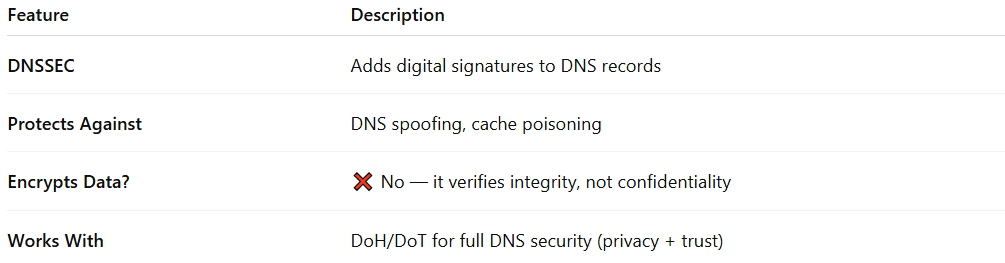 Feature Description
DNSSEC Adds digital signatures to DNS records
Protects Against DNS spoofing, cache poisoning
Encrypts Data? ❌ No — it verifies integrity, not confidentiality
Works With DoH/DoT for full DNS security (privacy + trust)